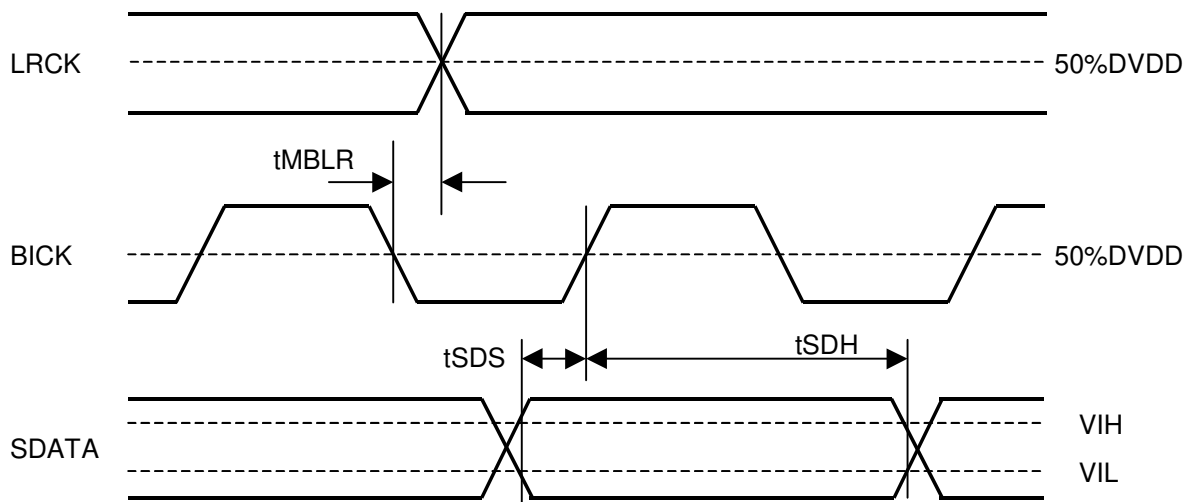 LRCK
50%DVDD
tMBLR
BICK
50%DVDD
tSDS
tSDH
SDATA
VIH
VIL